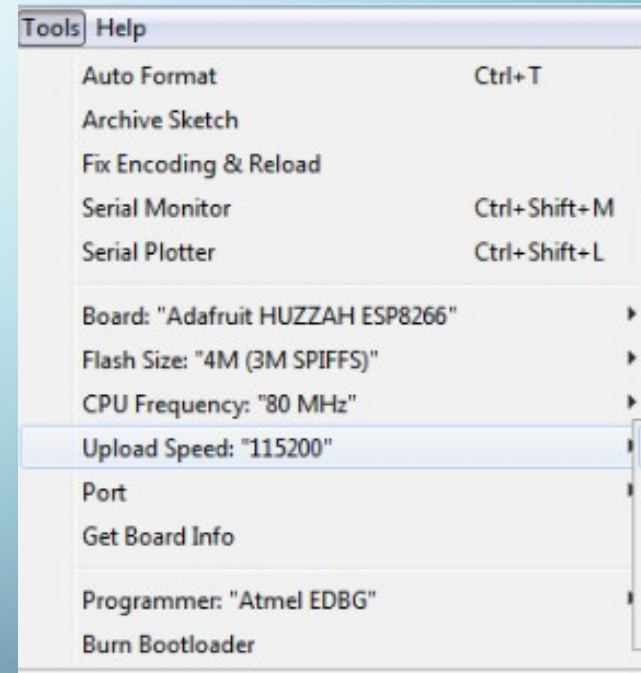 Tools Help
Auto Format Ctrl+T
Archive Sketch
Fix Encoding & Reload
Serial Monitor Ctrl+Shift+M
Serial Plotter Ctrl+Shift+L
Board: "Adafruit HUZZAH ESP8266"
Flash Size: "4M (3M SPIFFS)"
CPU Frequency: "80 MHz"
Upload Speed: "115200"
Port
Get Board Info
Programmer: "Atmel EDBG"
Burn Bootloader